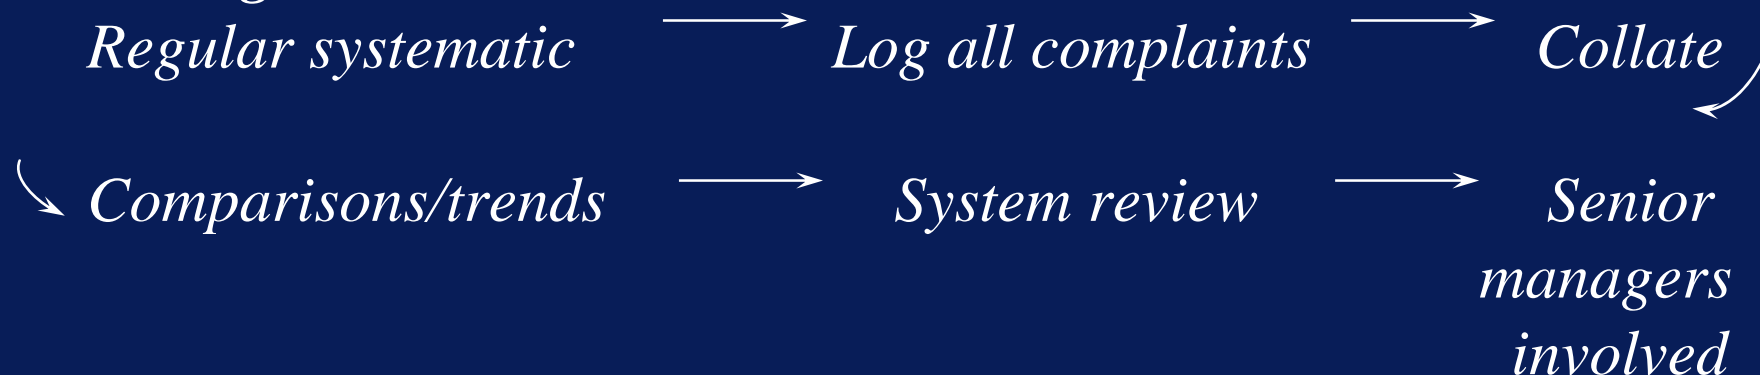 Regular systematic Log all complaints Collate
Comparisons/trends System review Senior
managers
involved